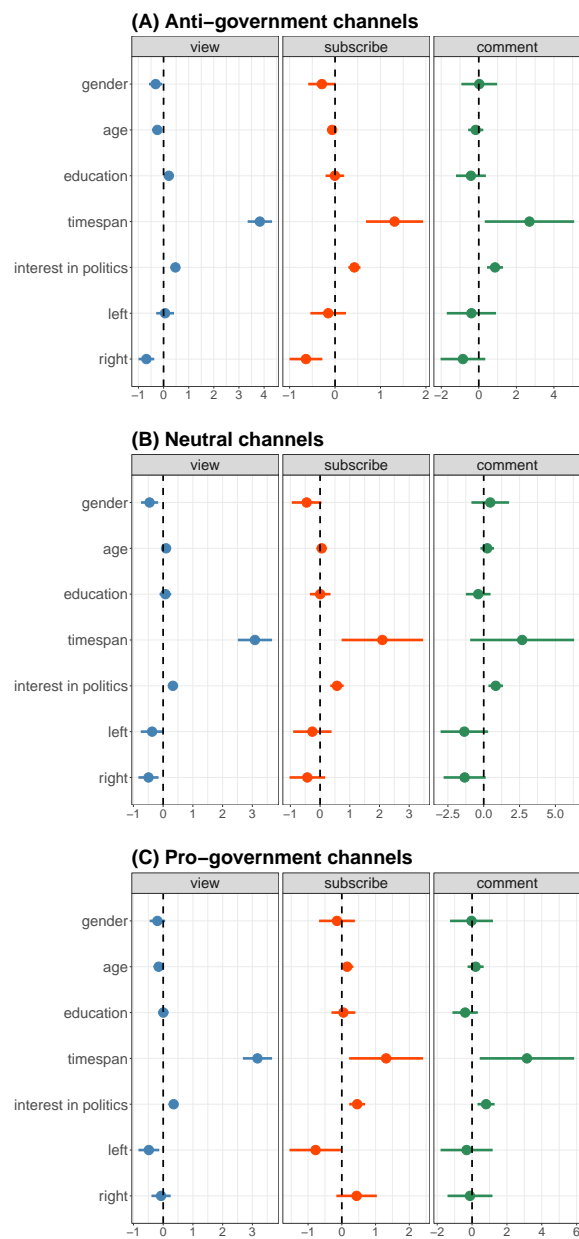 (A) Anti−government channels
view subscribe comment
gender
age
education
timespan
interest in politics
left
right
−1 0 1 2 3 4 −1 0 1 2 −2 0 2 4
(B) Neutral channels
view subscribe comment
gender
age
education
timespan
interest in politics
left
right
−1 0 1 2 3 −1 0 1 2 3 −2.5 0.0 2.5 5.0
(C) Pro−government channels
view subscribe comment
gender
age
education
timespan
interest in politics
left
right
−1 0 1 2 3 −1 0 1 2 −2 0 2 4 6